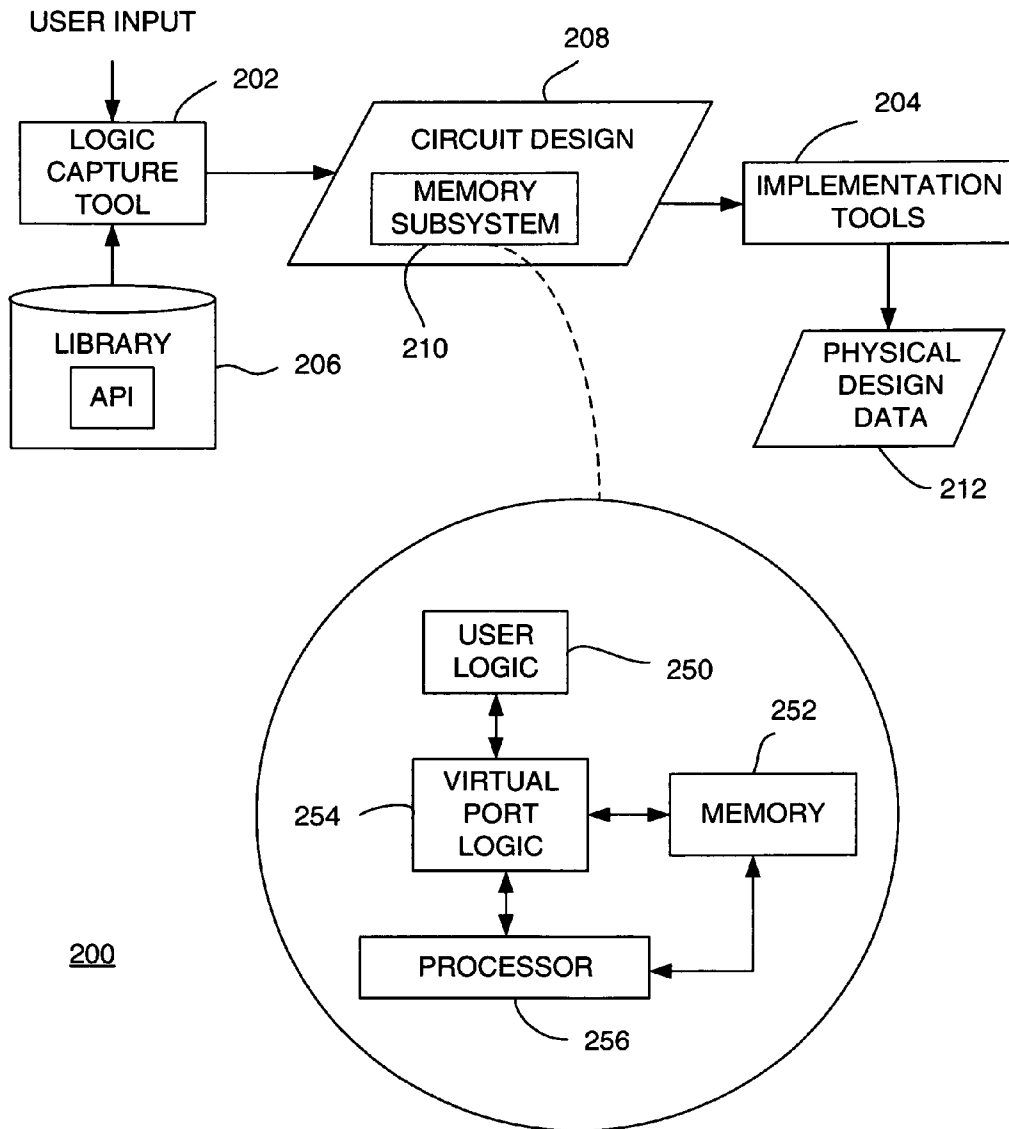 USER INPUT
202
LOGIC
CAPTURE
TOOL
208
CIRCUIT DESIGN
MEMORY
SUBSYSTEM
210
204
IMPLEMENTATION
TOOLS
LIBRARY
API
206
PHYSICAL
DESIGN
DATA
212
USER
LOGIC
250
252
VIRTUAL
PORT
LOGIC
254
MEMORY
PROCESSOR
256
200